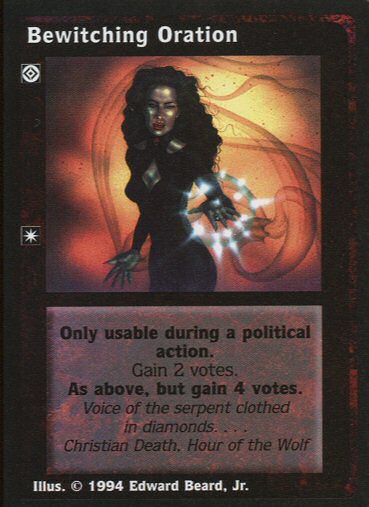 Bewitching Oration
Only usable during a political
action.
Gain 2 votes.
As above, but gain 4 votes.
Voice of the serpent clothed
in diamonds. . . .
Christian Death, Hour of the Wolf
Illus. © 1994 Edward Beard, Jr.